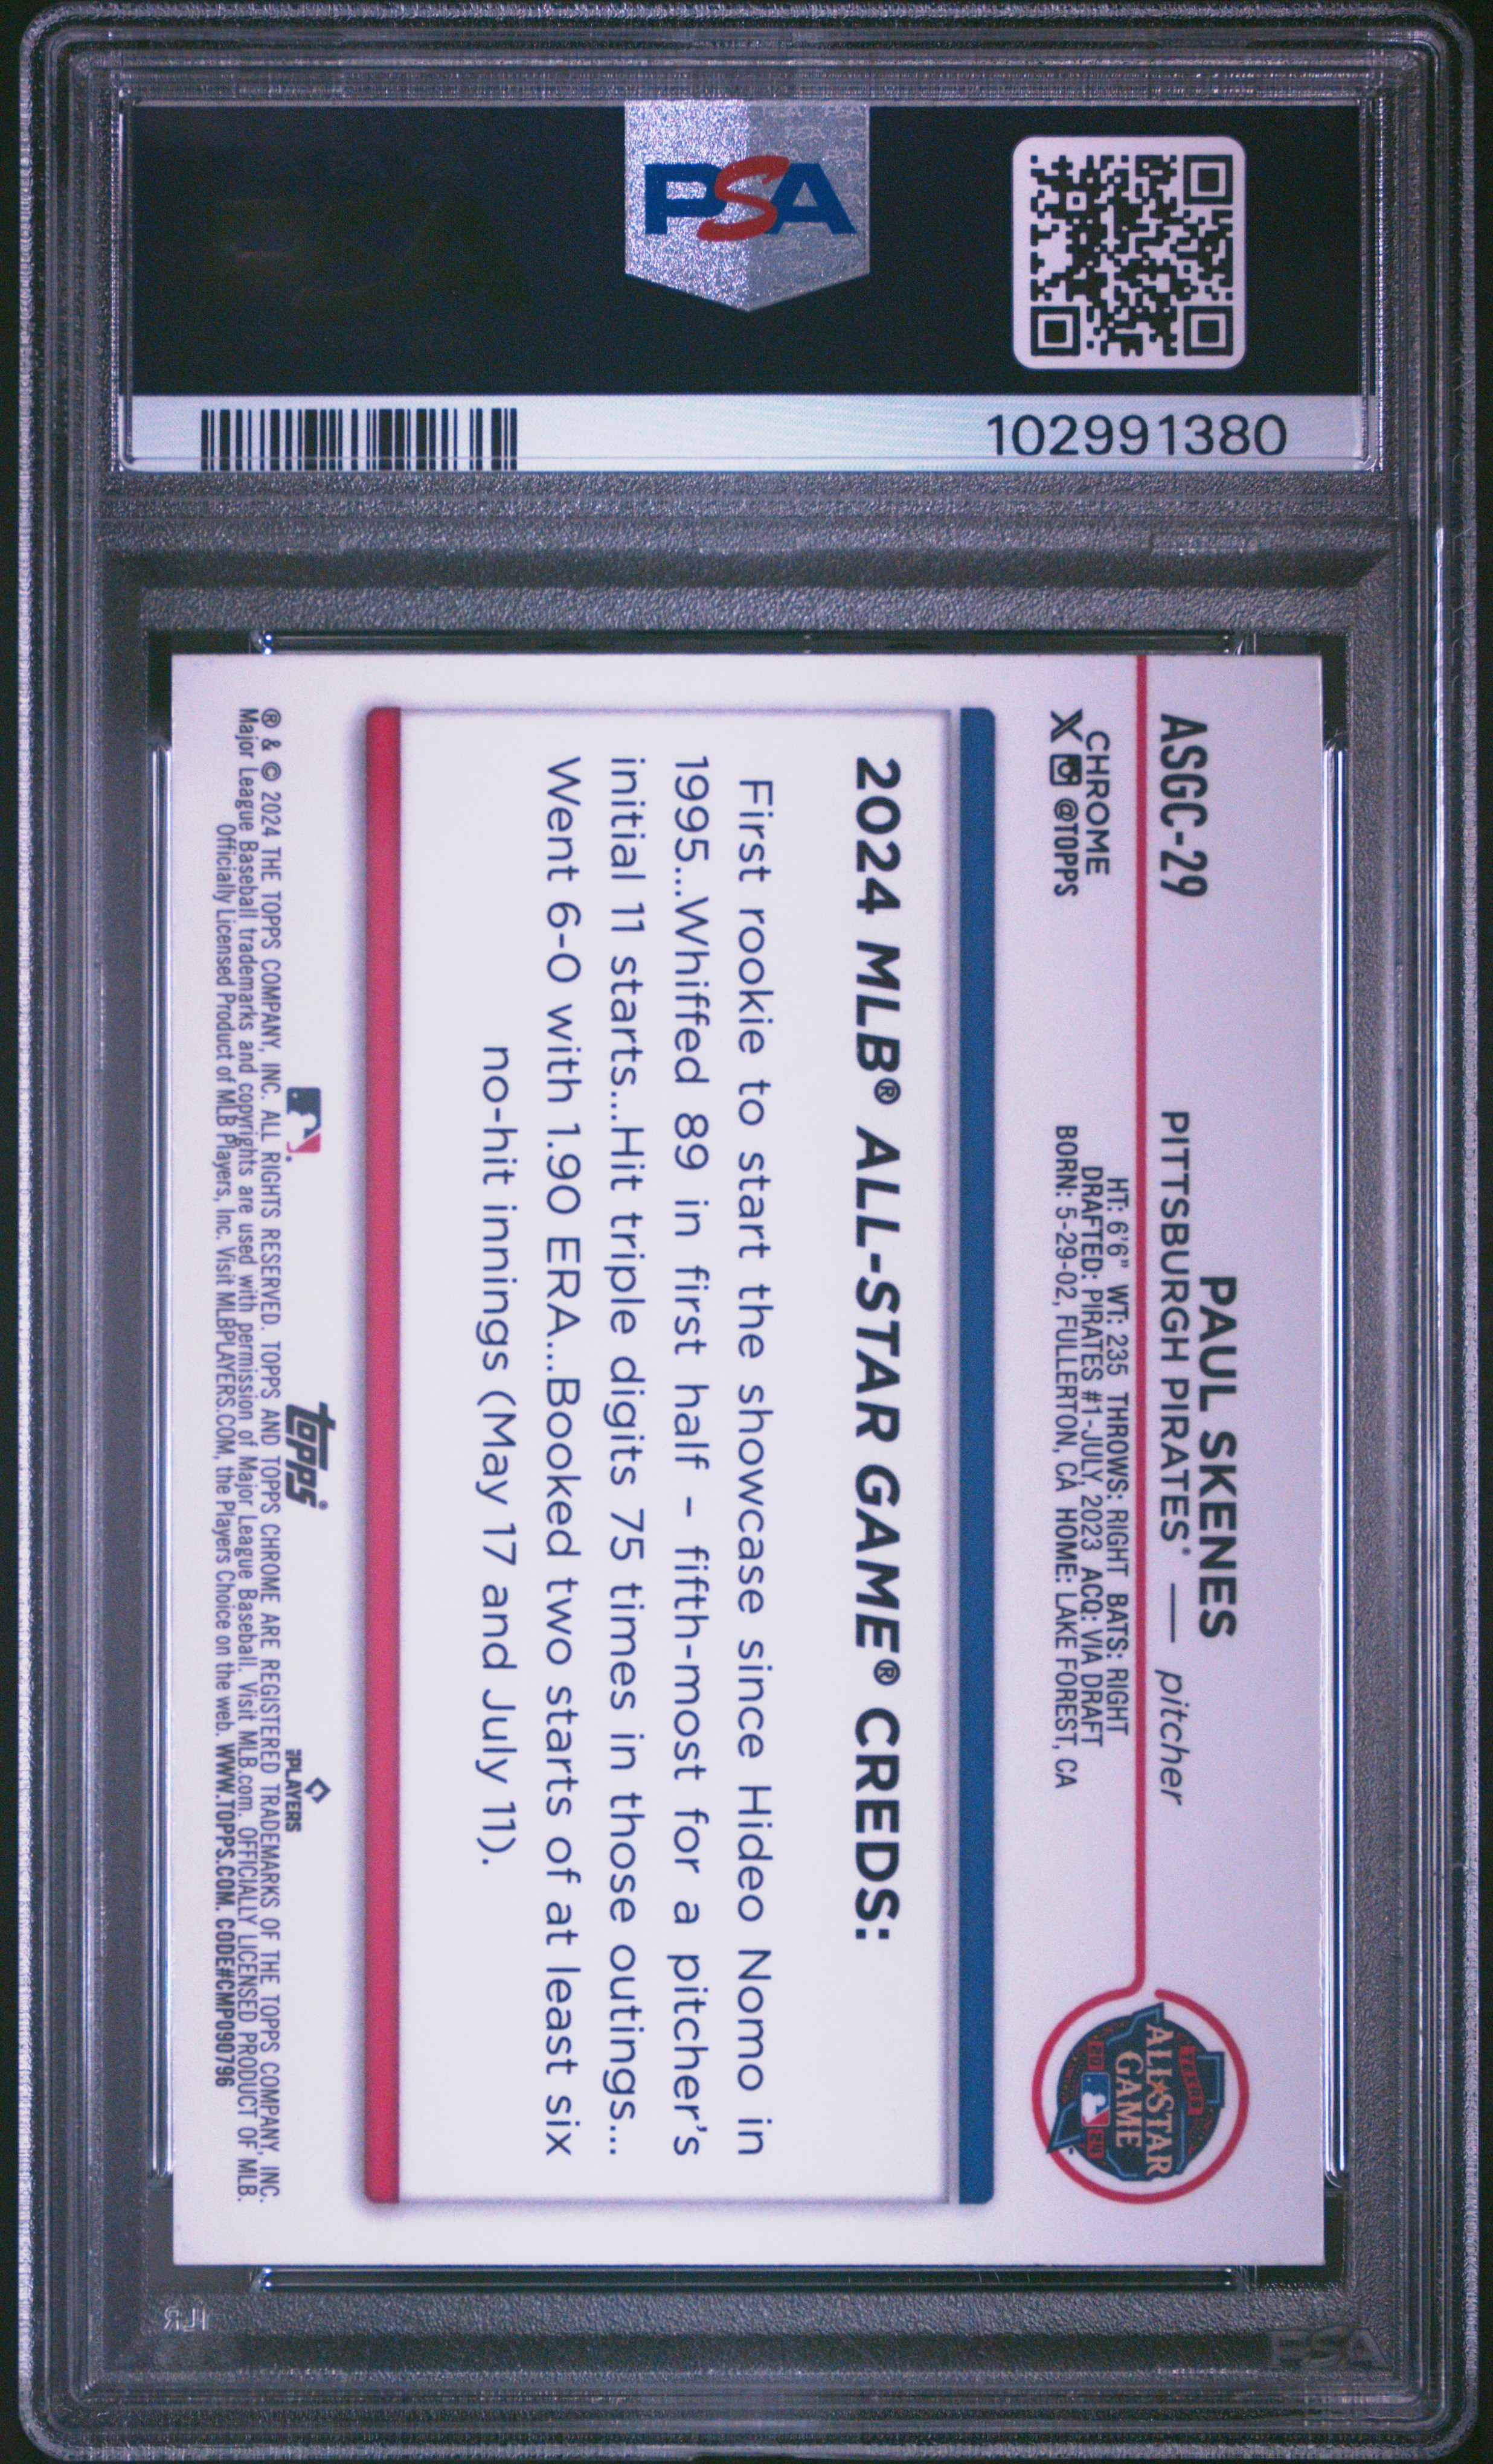 PSA
102991380
ASGC-29
PAUL SKENES
PITTSBURGH PIRATES® — pitcher
CHROME
X @TOPPS
HT: 6'6" WT: 235 THROWS: RIGHT BATS: RIGHT
DRAFTED: PIRATES #1-JULY, 2023 ACQ: VIA DRAFT
BORN: 5-29-02, FULLERTON, CA HOME: LAKE FOREST, CA
TEXAS
ALL★STAR
GAME
20 24
2024 MLB® ALL-STAR GAME® CREDS:
First rookie to start the showcase since Hideo Nomo in
1995...Whiffed 89 in first half – fifth-most for a pitcher's
initial 11 starts...Hit triple digits 75 times in those outings...
Went 6-0 with 1.90 ERA...Booked two starts of at least six
no-hit innings (May 17 and July 11).
topps®
PLAYERS
® & © 2024 THE TOPPS COMPANY, INC. ALL RIGHTS RESERVED. TOPPS AND TOPPS CHROME ARE REGISTERED TRADEMARKS OF THE TOPPS COMPANY, INC.
Major League Baseball trademarks and copyrights are used with permission of Major League Baseball. Visit MLB.com. OFFICIALLY LICENSED PRODUCT OF MLB.
Officially Licensed Product of MLB Players, Inc. Visit MLBPLAYERS.COM, the Players Choice on the web. WWW.TOPPS.COM. CODE#CMP090796
PSA